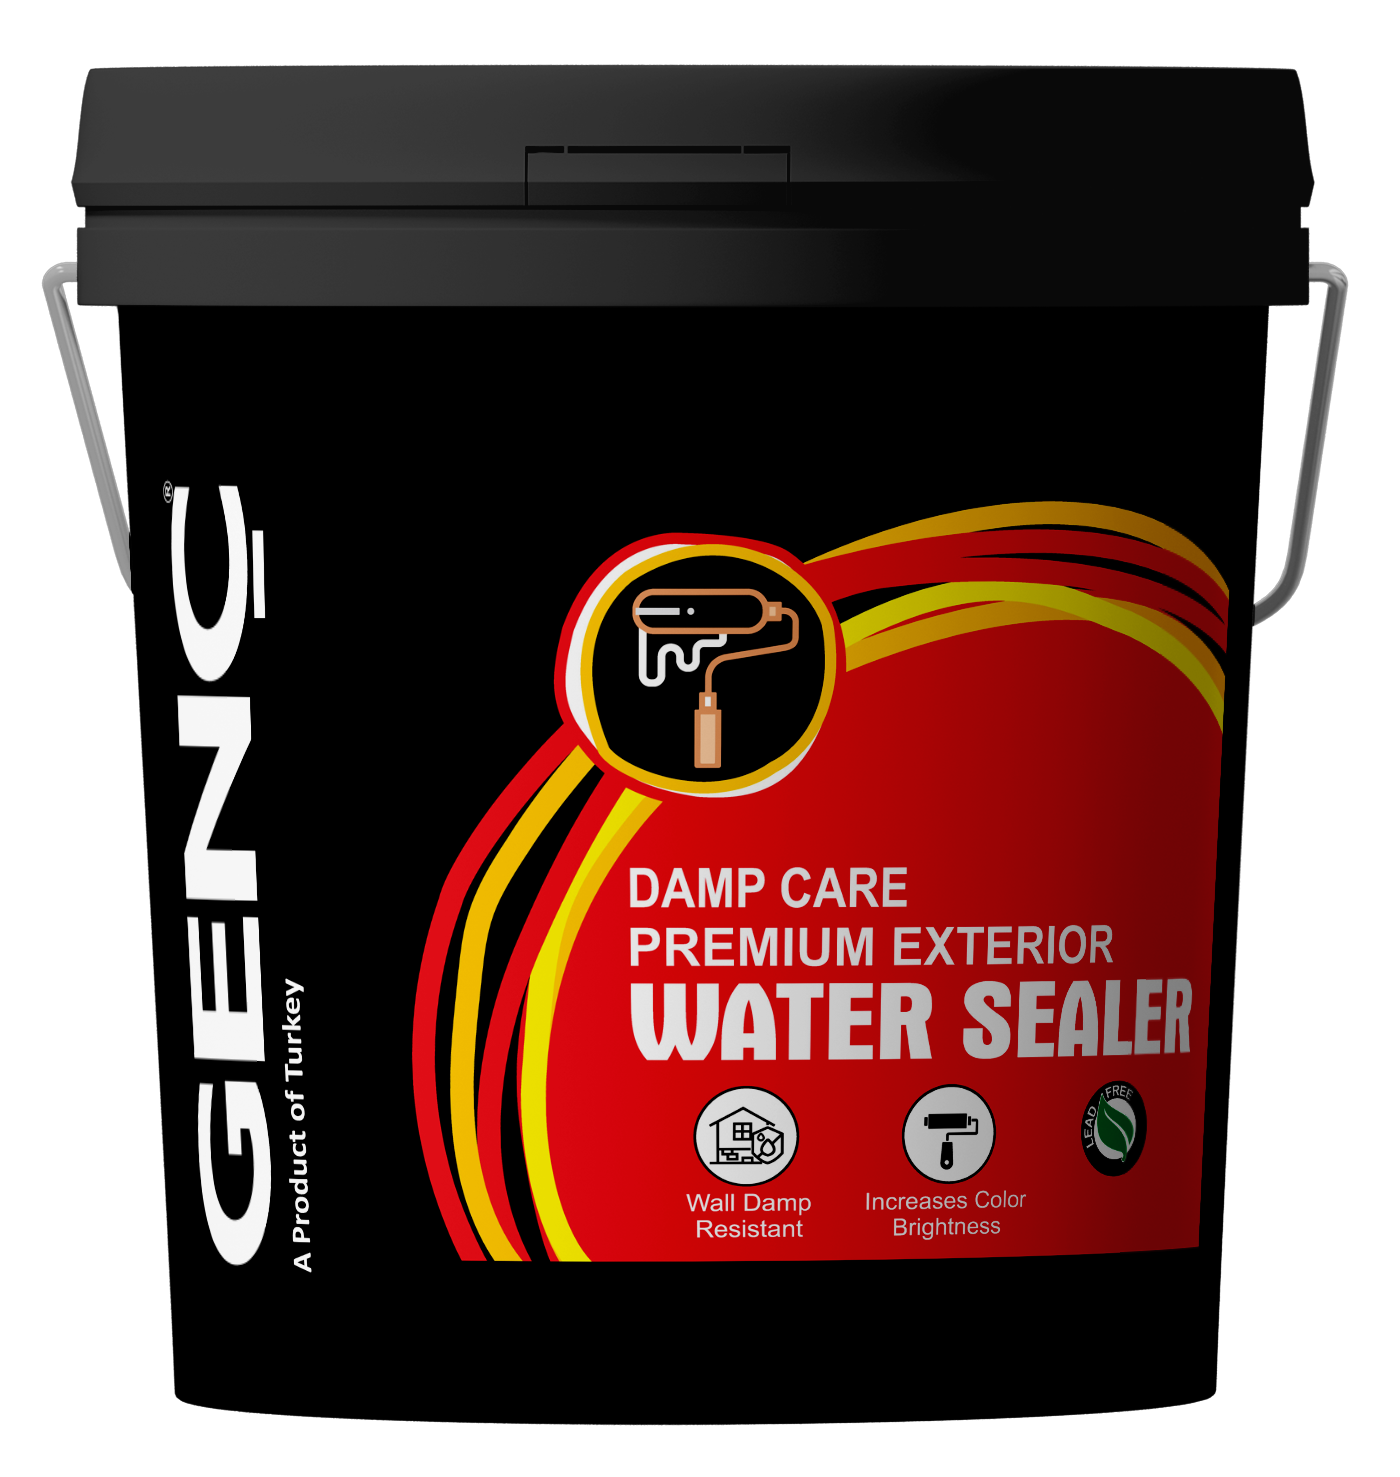 GENÇ®
A Product of Turkey
DAMP CARE
PREMIUM EXTERIOR
WATER SEALER
LEAD FREE
Wall Damp
Resistant
Increases Color
Brightness